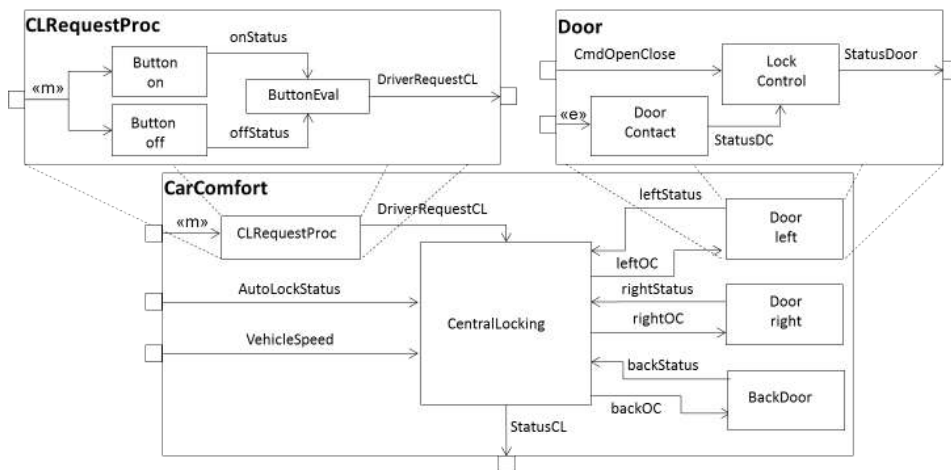 CLRequestProc
onStatus
Button
on
«m»
ButtonEval
DriverRequestCL
Button
off
offStatus
Door
CmdOpenClose
Lock
Control
StatusDoor
«e»
Door
Contact
StatusDC
CarComfort
«m»
CLRequestProc
DriverRequestCL
leftStatus
Door
left
leftOC
AutoLockStatus
rightStatus
Door
right
CentralLocking
rightOC
VehicleSpeed
backStatus
BackDoor
backOC
StatusCL